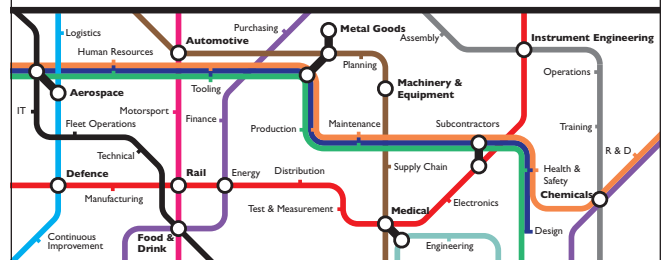 Purchasing
Metal Goods
Logistics
Automotive
Assembly
Instrument Engineering
Human Resources
Planning
Operations
Aerospace
Tooling
Machinery &
Equipment
IT
Motorsport
Finance
Fleet Operations
Production
Maintenance
Subcontractors
Training
Technical
R & D
Defence
Rail
Energy
Distribution
Supply Chain
Health &
Safety
Manufacturing
Chemicals
Test & Measurement
Medical
Electronics
Continuous
Improvement
Food &
Drink
Engineering
Design